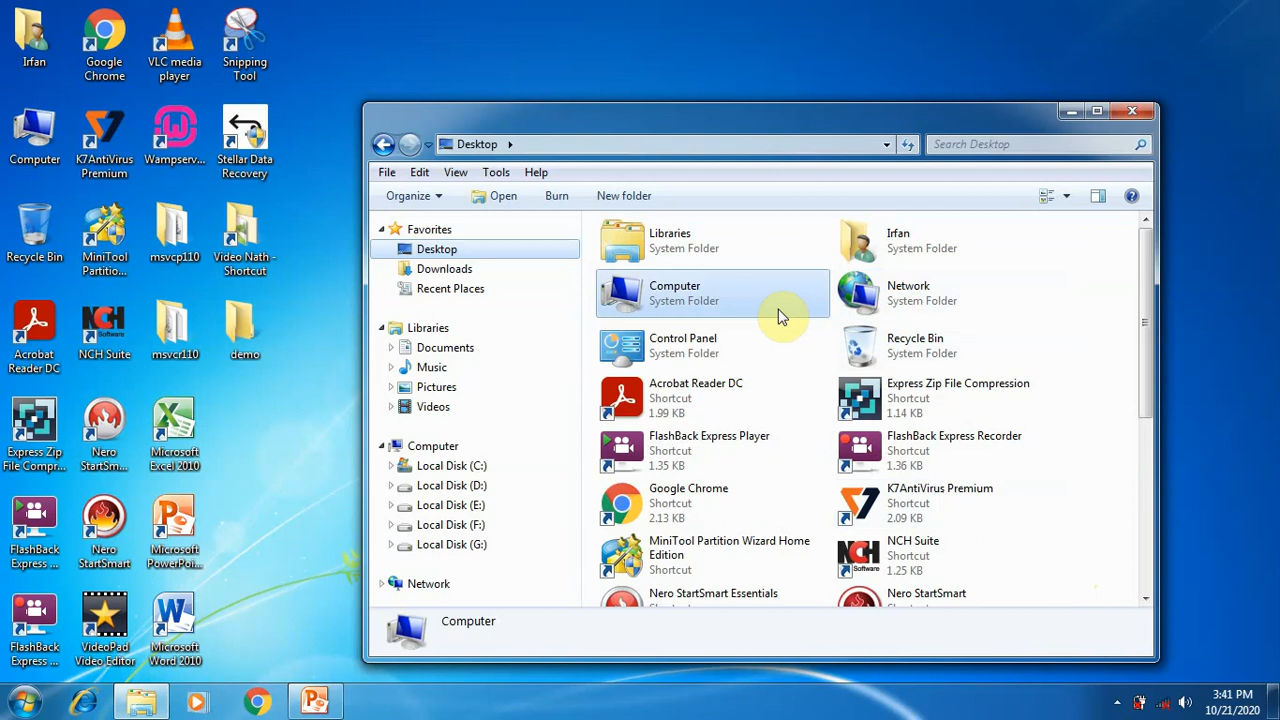 Irfan
Google
Chrome
VLC media
player
Snipping
Tool
Computer
K7AntiVirus
Premium
Wampserv...
Stellar Data
Recovery
Recycle Bin
MiniTool
Partitio...
msvcp110
Video Nath -
Shortcut
Acrobat
Reader DC
NCH Suite
msvcr110
demo
Express Zip
File Compr...
Nero
StartSm...
Microsoft
Excel 2010
FlashBack
Express ...
Nero
StartSmart
Microsoft
PowerPoi...
FlashBack
Express ...
VideoPad
Video Editor
Microsoft
Word 2010
Desktop
Search Desktop
File Edit View Tools Help
Organize Open Burn New folder
Favorites
Desktop
Downloads
Recent Places
Libraries
Documents
Music
Pictures
Videos
Computer
Local Disk (C:)
Local Disk (D:)
Local Disk (E:)
Local Disk (F:)
Local Disk (G:)
Network
Libraries
System Folder
Irfan
System Folder
Computer
System Folder
Network
System Folder
Control Panel
System Folder
Recycle Bin
System Folder
Acrobat Reader DC
Shortcut
1.99 KB
Express Zip File Compression
Shortcut
1.14 KB
FlashBack Express Player
Shortcut
1.35 KB
FlashBack Express Recorder
Shortcut
1.36 KB
Google Chrome
Shortcut
2.13 KB
K7AntiVirus Premium
Shortcut
2.09 KB
MiniTool Partition Wizard Home
Edition
Shortcut
NCH Suite
Shortcut
1.25 KB
Nero StartSmart Essentials
Nero StartSmart
Computer
3:41 PM
10/21/2020